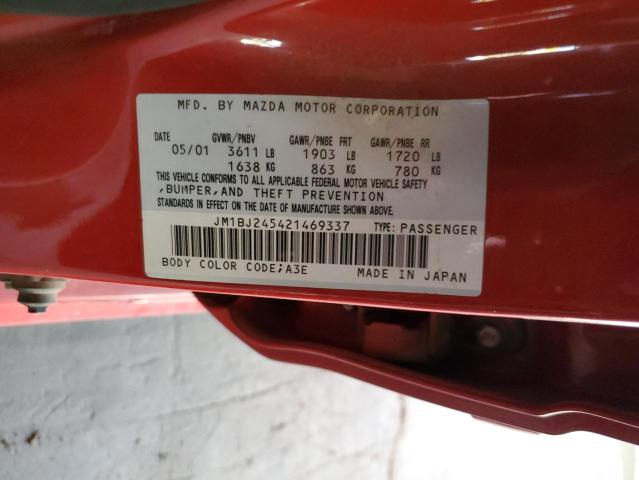 MFD. BY MAZDA MOTOR CORPORATION
DATE GVWR/PNBV GAWR/PNBE FRT GAWR/PNBE RR
05/01 3611 LB 1903 LB 1720 LB
1638 KG 863 KG 780 KG
THIS VEHICLE CONFORMS TO ALL APPLICABLE FEDERAL MOTOR VEHICLE SAFETY
,BUMPER,AND THEFT PREVENTION
STANDARDS IN EFFECT ON THE DATE OF MANUFACTURE SHOWN ABOVE.
JM1BJ245421469337 TYPE: PASSENGER
BODY COLOR CODE;A3E MADE IN JAPAN